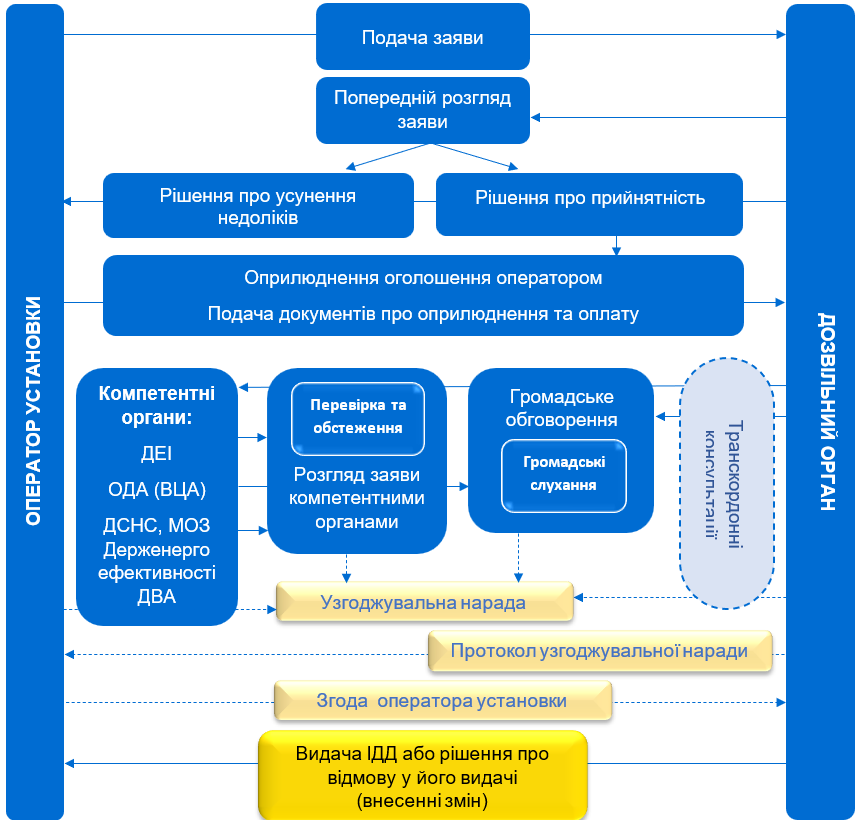 Подача заяви
Попередній розгляд
заяви
Рішення про усунення
недоліків
Рішення про прийнятність
Оприлюднення оголошення оператором
Подача документів про оприлюднення та оплату
ОПЕРАТОР УСТАНОВКИ
ДОЗВІЛЬНИЙ ОРГАН
Компетентні
органи:
ДЕІ
ОДА (ВЦА)
ДСНС, МОЗ
Держенерго
ефективності
ДВА
Перевірка та
обстеження
Розгляд заяви
компетентними
органами
Громадське
обговорення
Громадські
слухання
Транскордонні
консультації
Узгоджувальна нарада
Протокол узгоджувальної наради
Згода оператора установки
Видача ІДД або рішення про
відмову у його видачі
(внесенні змін)